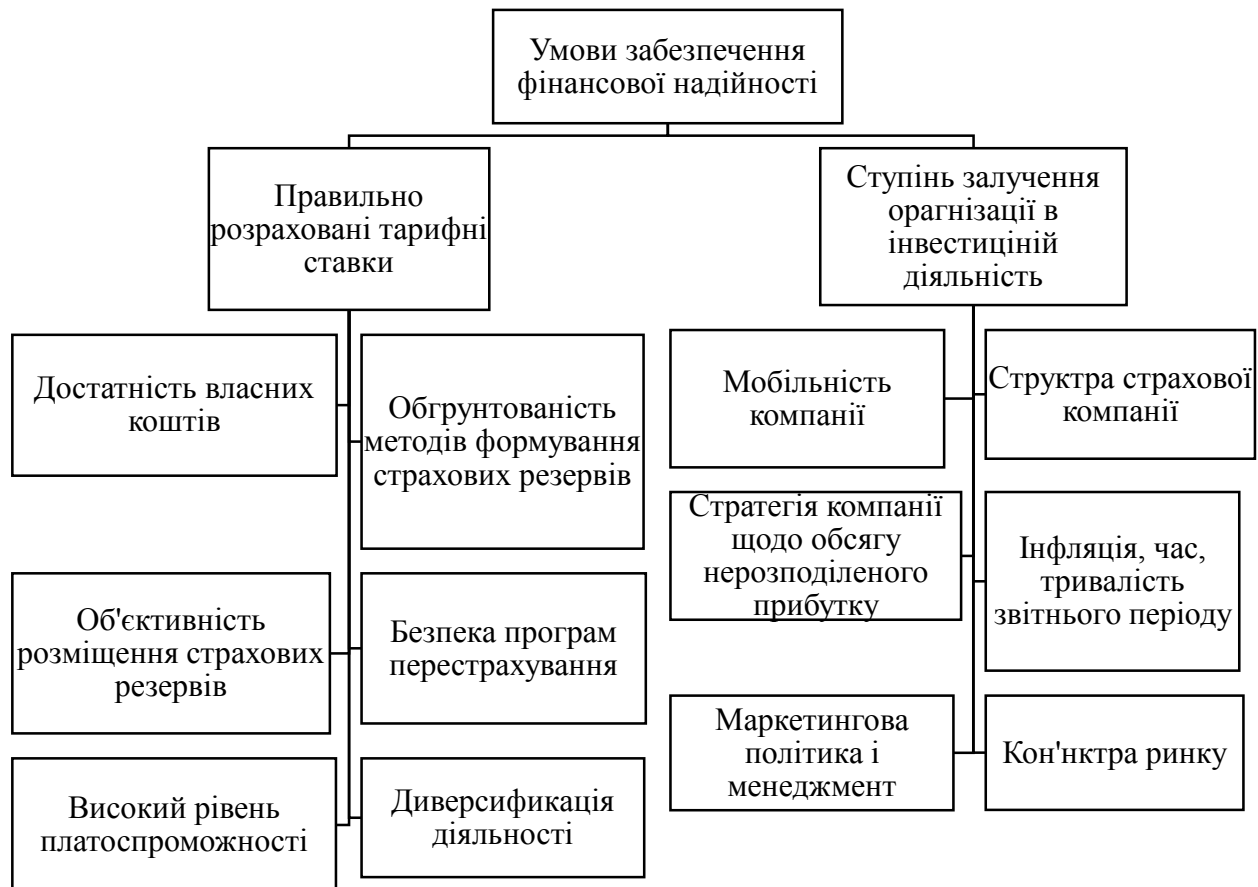 Умови забезпечення
фінансової надійності
Правильно
розраховані тарифні
ставки
Ступінь залучення
орагнізації в
інвестиціній
діяльність
Достатність власних
коштів
Обгрунтованість
методів формування
страхових резервів
Мобільність
компанії
Структра страхової
компанії
Об'єктивність
розміщення страхових
резервів
Безпека програм
перестрахування
Стратегія компанії
щодо обсягу
нерозподіленого
прибутку
Інфляція, час,
тривалість
звітнього періоду
Високий рівень
платоспроможності
Диверсифікація
діяльності
Маркетингова
політика і
менеджмент
Кон'нктра ринку